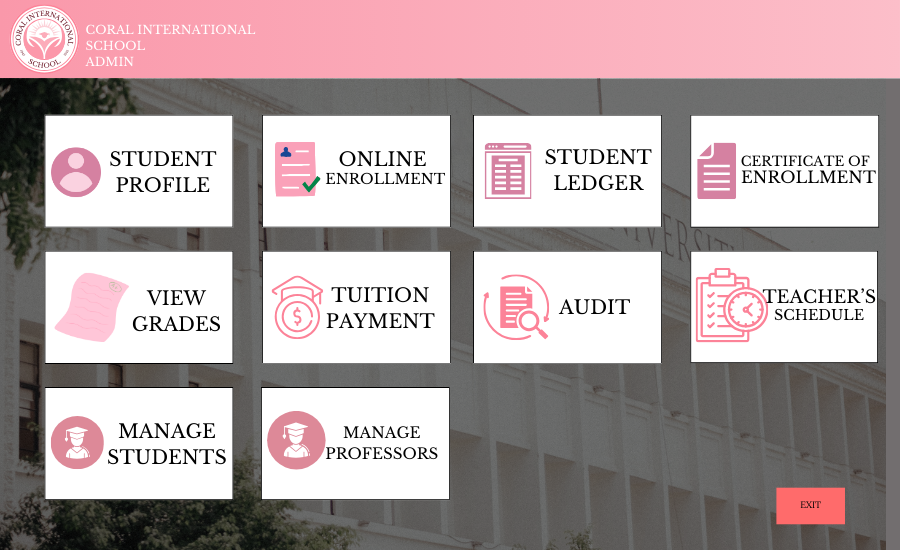 CORAL INTERNATIONAL
SCHOOL
CORAL INTERNATIONAL
SCHOOL
ADMIN
STUDENT
PROFILE
ONLINE
ENROLLMENT
STUDENT
LEDGER
CERTIFICATE OF
ENROLLMENT
UNIVERSITY
VIEW
GRADES
TUITION
PAYMENT
$
AUDIT
TEACHER'S
SCHEDULE
MANAGE
STUDENTS
MANAGE
PROFESSORS
EXIT